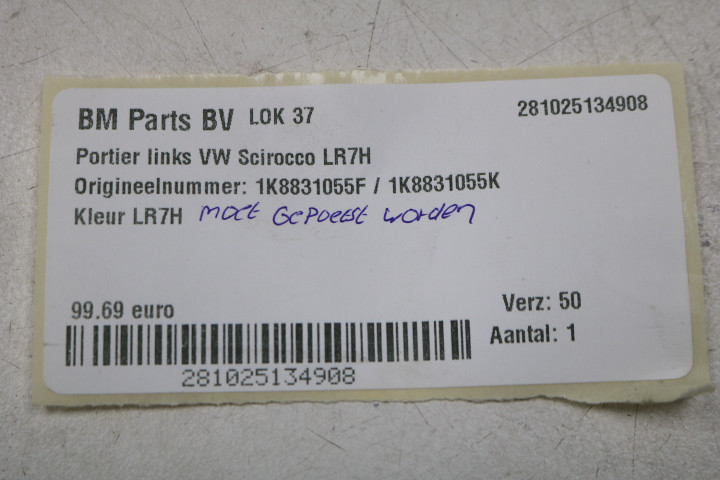 BM Parts BV LOK 37 281025134908
Portier links VW Scirocco LR7H
Origineelnummer: 1K8831055F / 1K8831055K
Kleur LR7H moet gepoetst worden
99.69 euro Verz: 50
Aantal: 1
281025134908